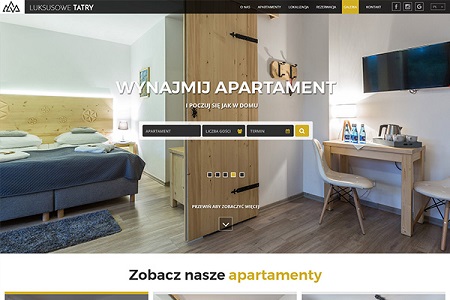 LUKSUSOWE TATRY
O NAS APARTAMENTY LOKALIZACJA REZERWACJA GALERIA KONTAKT
WYNAJMIJ APARTAMENT
I POCZUJ SIĘ JAK W DOMU
APARTAMENT LICZBA GOŚCI TERMIN
PRZEWIŃ ABY ZOBACZYĆ WIĘCEJ
Zobacz nasze apartamenty